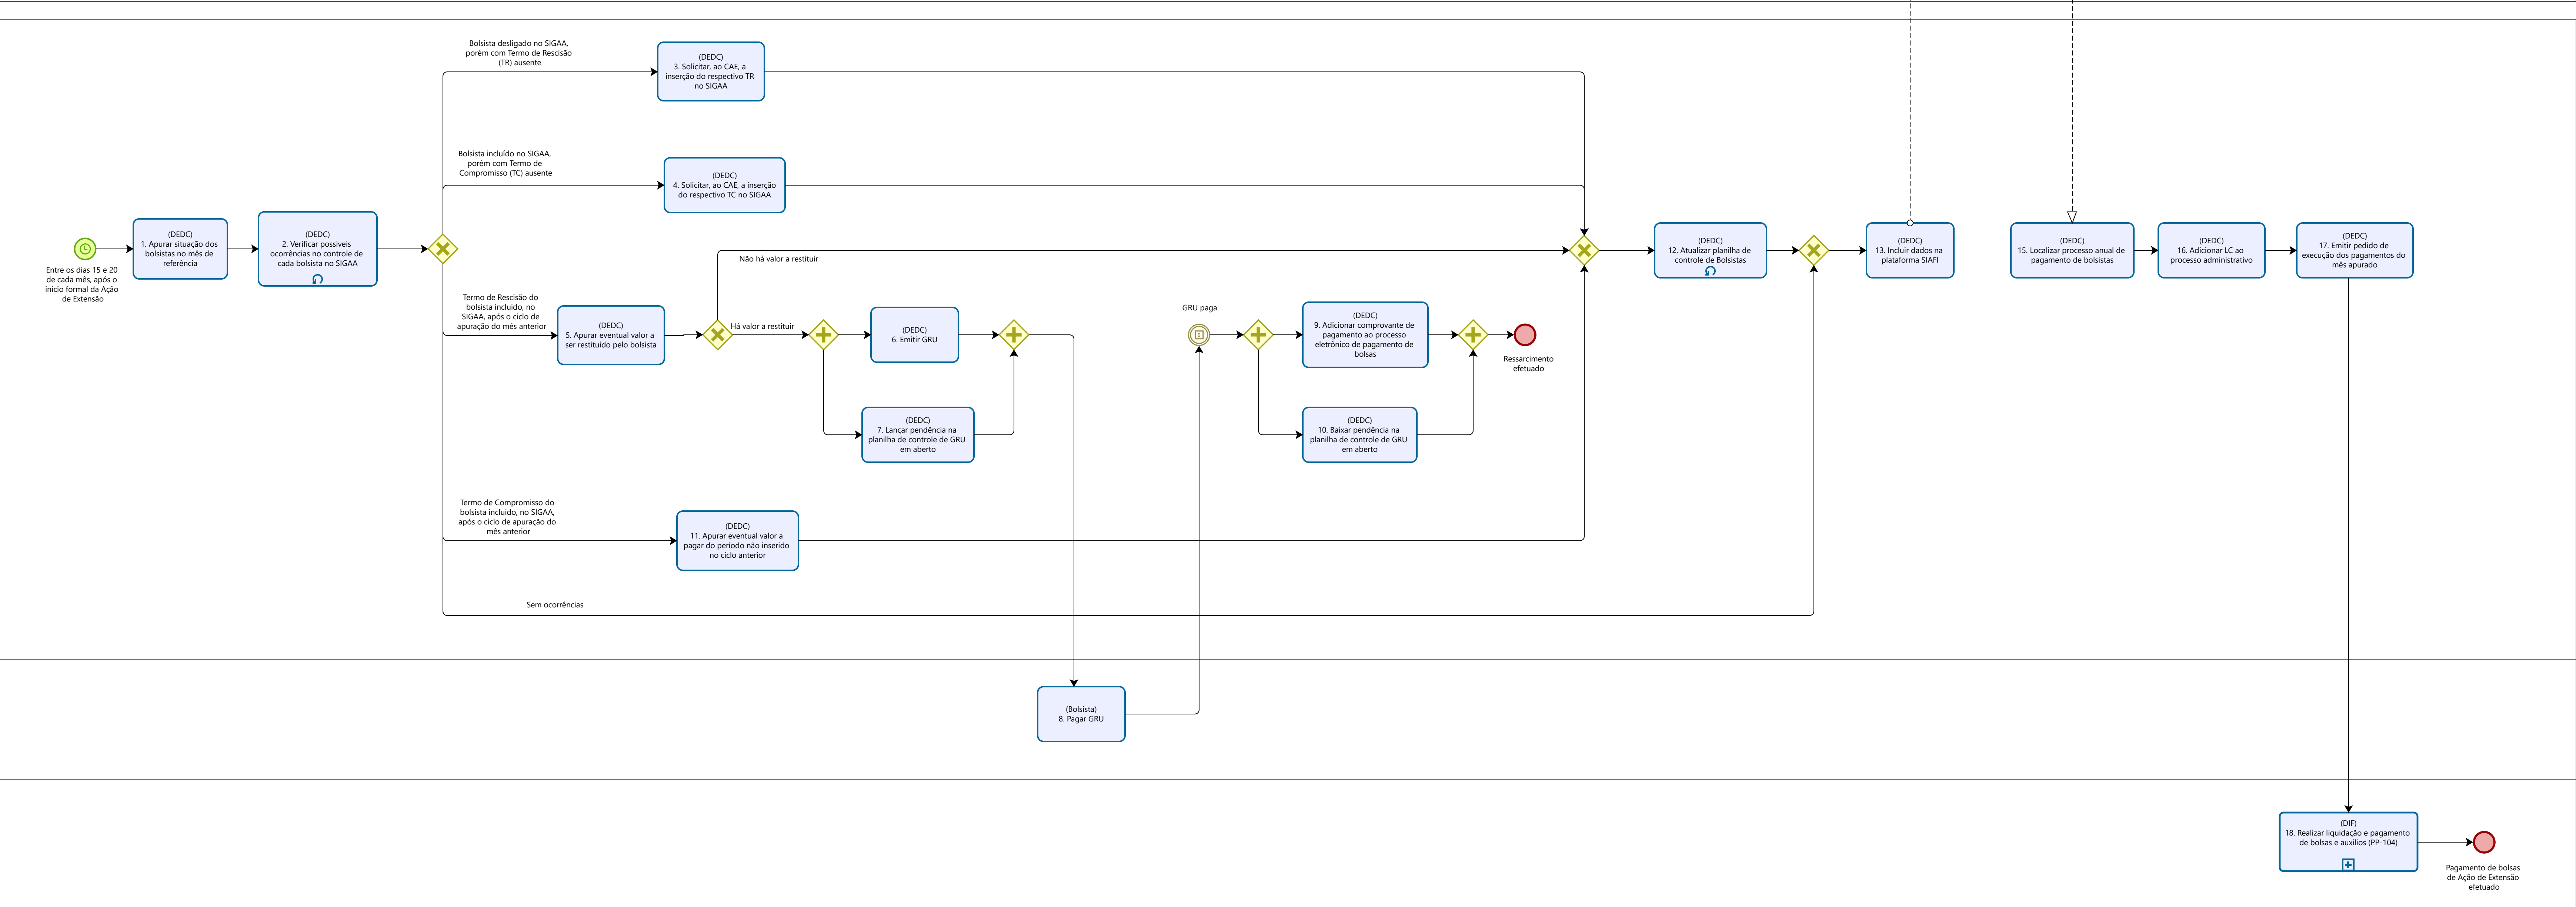 Entre os dias 15 e 20
de cada mês, após o
início formal da Ação
de Extensão
(DEDC)
1. Apurar situação dos
bolsistas no mês de
referência
(DEDC)
2. Verificar possíveis
ocorrências no controle de
cada bolsista no SIGAA
Bolsista desligado no SIGAA,
porém com Termo de Rescisão
(TR) ausente
(DEDC)
3. Solicitar, ao CAE, a
inserção do respectivo TR
no SIGAA
Bolsista incluído no SIGAA,
porém com Termo de
Compromisso (TC) ausente
(DEDC)
4. Solicitar, ao CAE, a inserção
do respectivo TC no SIGAA
Termo de Rescisão do
bolsista incluído, no
SIGAA, após o ciclo de
apuração do mês anterior
(DEDC)
5. Apurar eventual valor a
ser restituído pelo bolsista
Não há valor a restituir
Há valor a restituir
(DEDC)
6. Emitir GRU
(DEDC)
7. Lançar pendência na
planilha de controle de GRU
em aberto
(Bolsista)
8. Pagar GRU
GRU paga
(DEDC)
9. Adicionar comprovante de
pagamento ao processo
eletrônico de pagamento de
bolsas
(DEDC)
10. Baixar pendência na
planilha de controle de GRU
em aberto
Ressarcimento
efetuado
Termo de Compromisso do
bolsista incluído, no SIGAA,
após o ciclo de apuração do
mês anterior
(DEDC)
11. Apurar eventual valor a
pagar do período não inserido
no ciclo anterior
Sem ocorrências
(DEDC)
12. Atualizar planilha de
controle de Bolsistas
(DEDC)
13. Incluir dados na
plataforma SIAFI
(DEDC)
15. Localizar processo anual de
pagamento de bolsistas
(DEDC)
16. Adicionar LC ao
processo administrativo
(DEDC)
17. Emitir pedido de
execução dos pagamentos do
mês apurado
(DIF)
18. Realizar liquidação e pagamento
de bolsas e auxílios (PP-104)
Pagamento de bolsas
de Ação de Extensão
efetuado